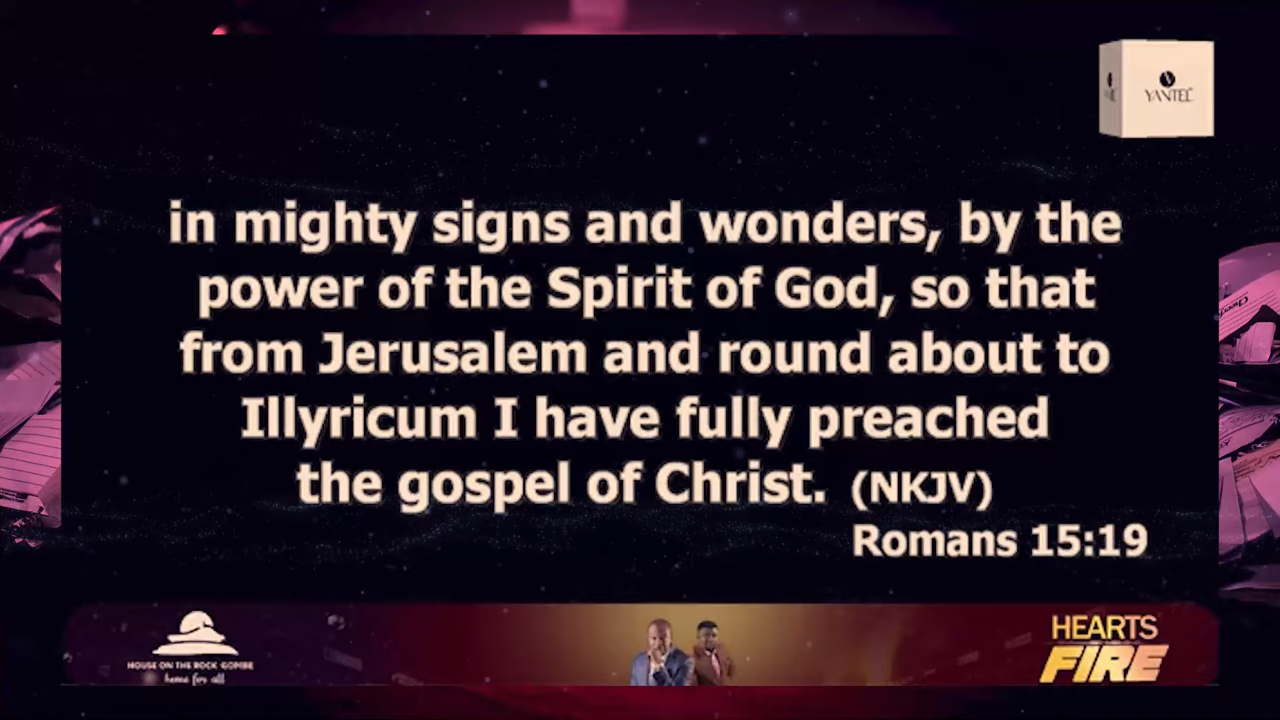 YANTEL
in mighty signs and wonders, by the
power of the Spirit of God, so that
from Jerusalem and round about to
Illyricum I have fully preached
the gospel of Christ. (NKJV)
Romans 15:19
HOUSE ON THE ROCK GOMBE
home for all
HEARTS
FIRE